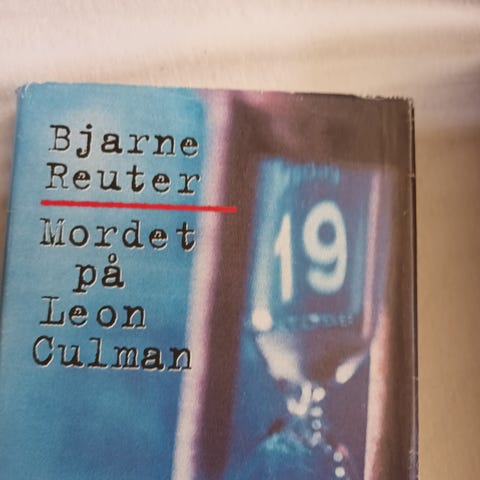 Bjarne
Reuter
Mordet
på
Leon
Culman
19